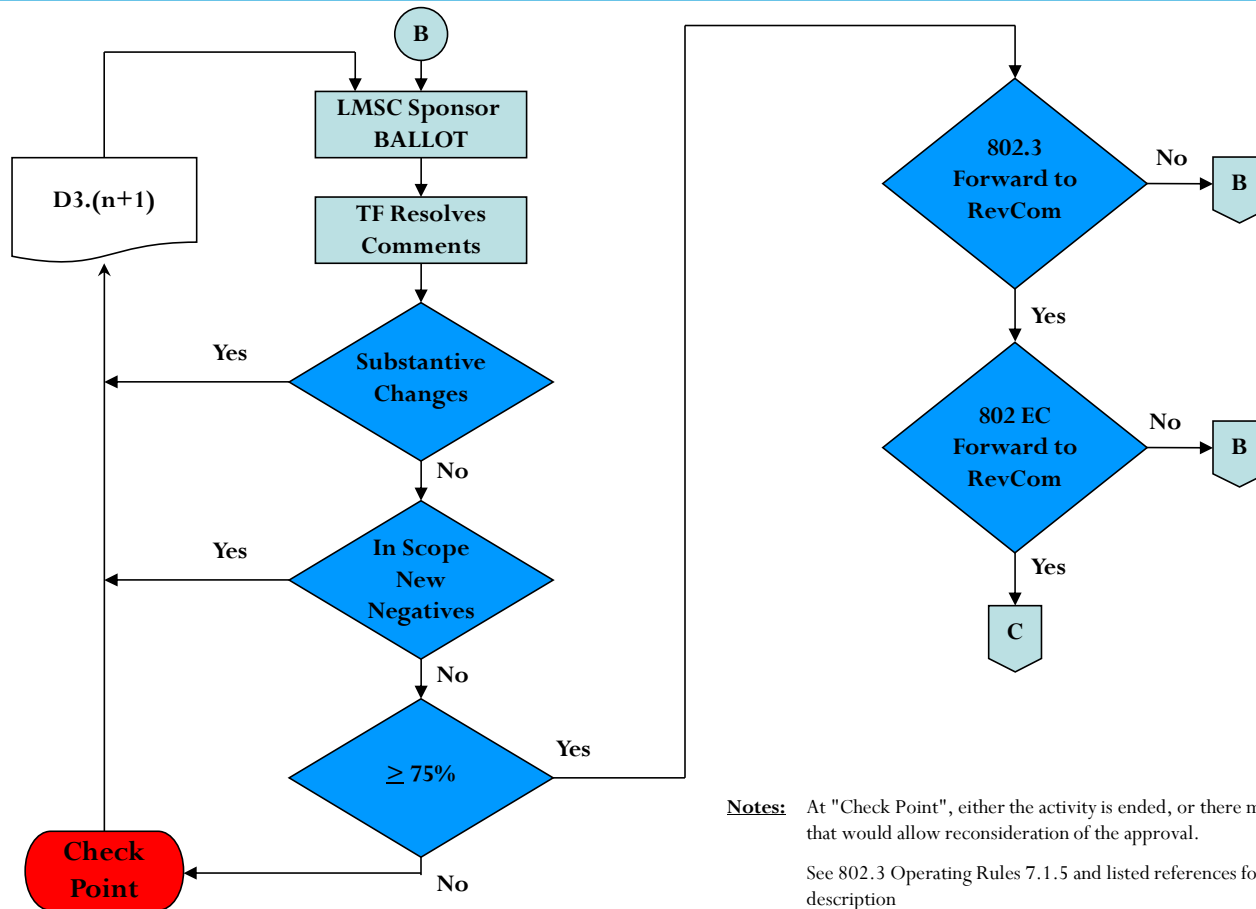 B
LMSC Sponsor
BALLOT
D3.(n+1)
TF Resolves
Comments
Yes
Substantive
Changes
No
Yes
In Scope
New
Negatives
No
≥ 75%
Yes
No
Check
Point
802.3
Forward to
RevCom
No
B
Yes
802 EC
Forward to
RevCom
No
B
Yes
C
Notes: At "Check Point", either the activity is ended, or there
that would allow reconsideration of the approval.
See 802.3 Operating Rules 7.1.5 and listed references
description